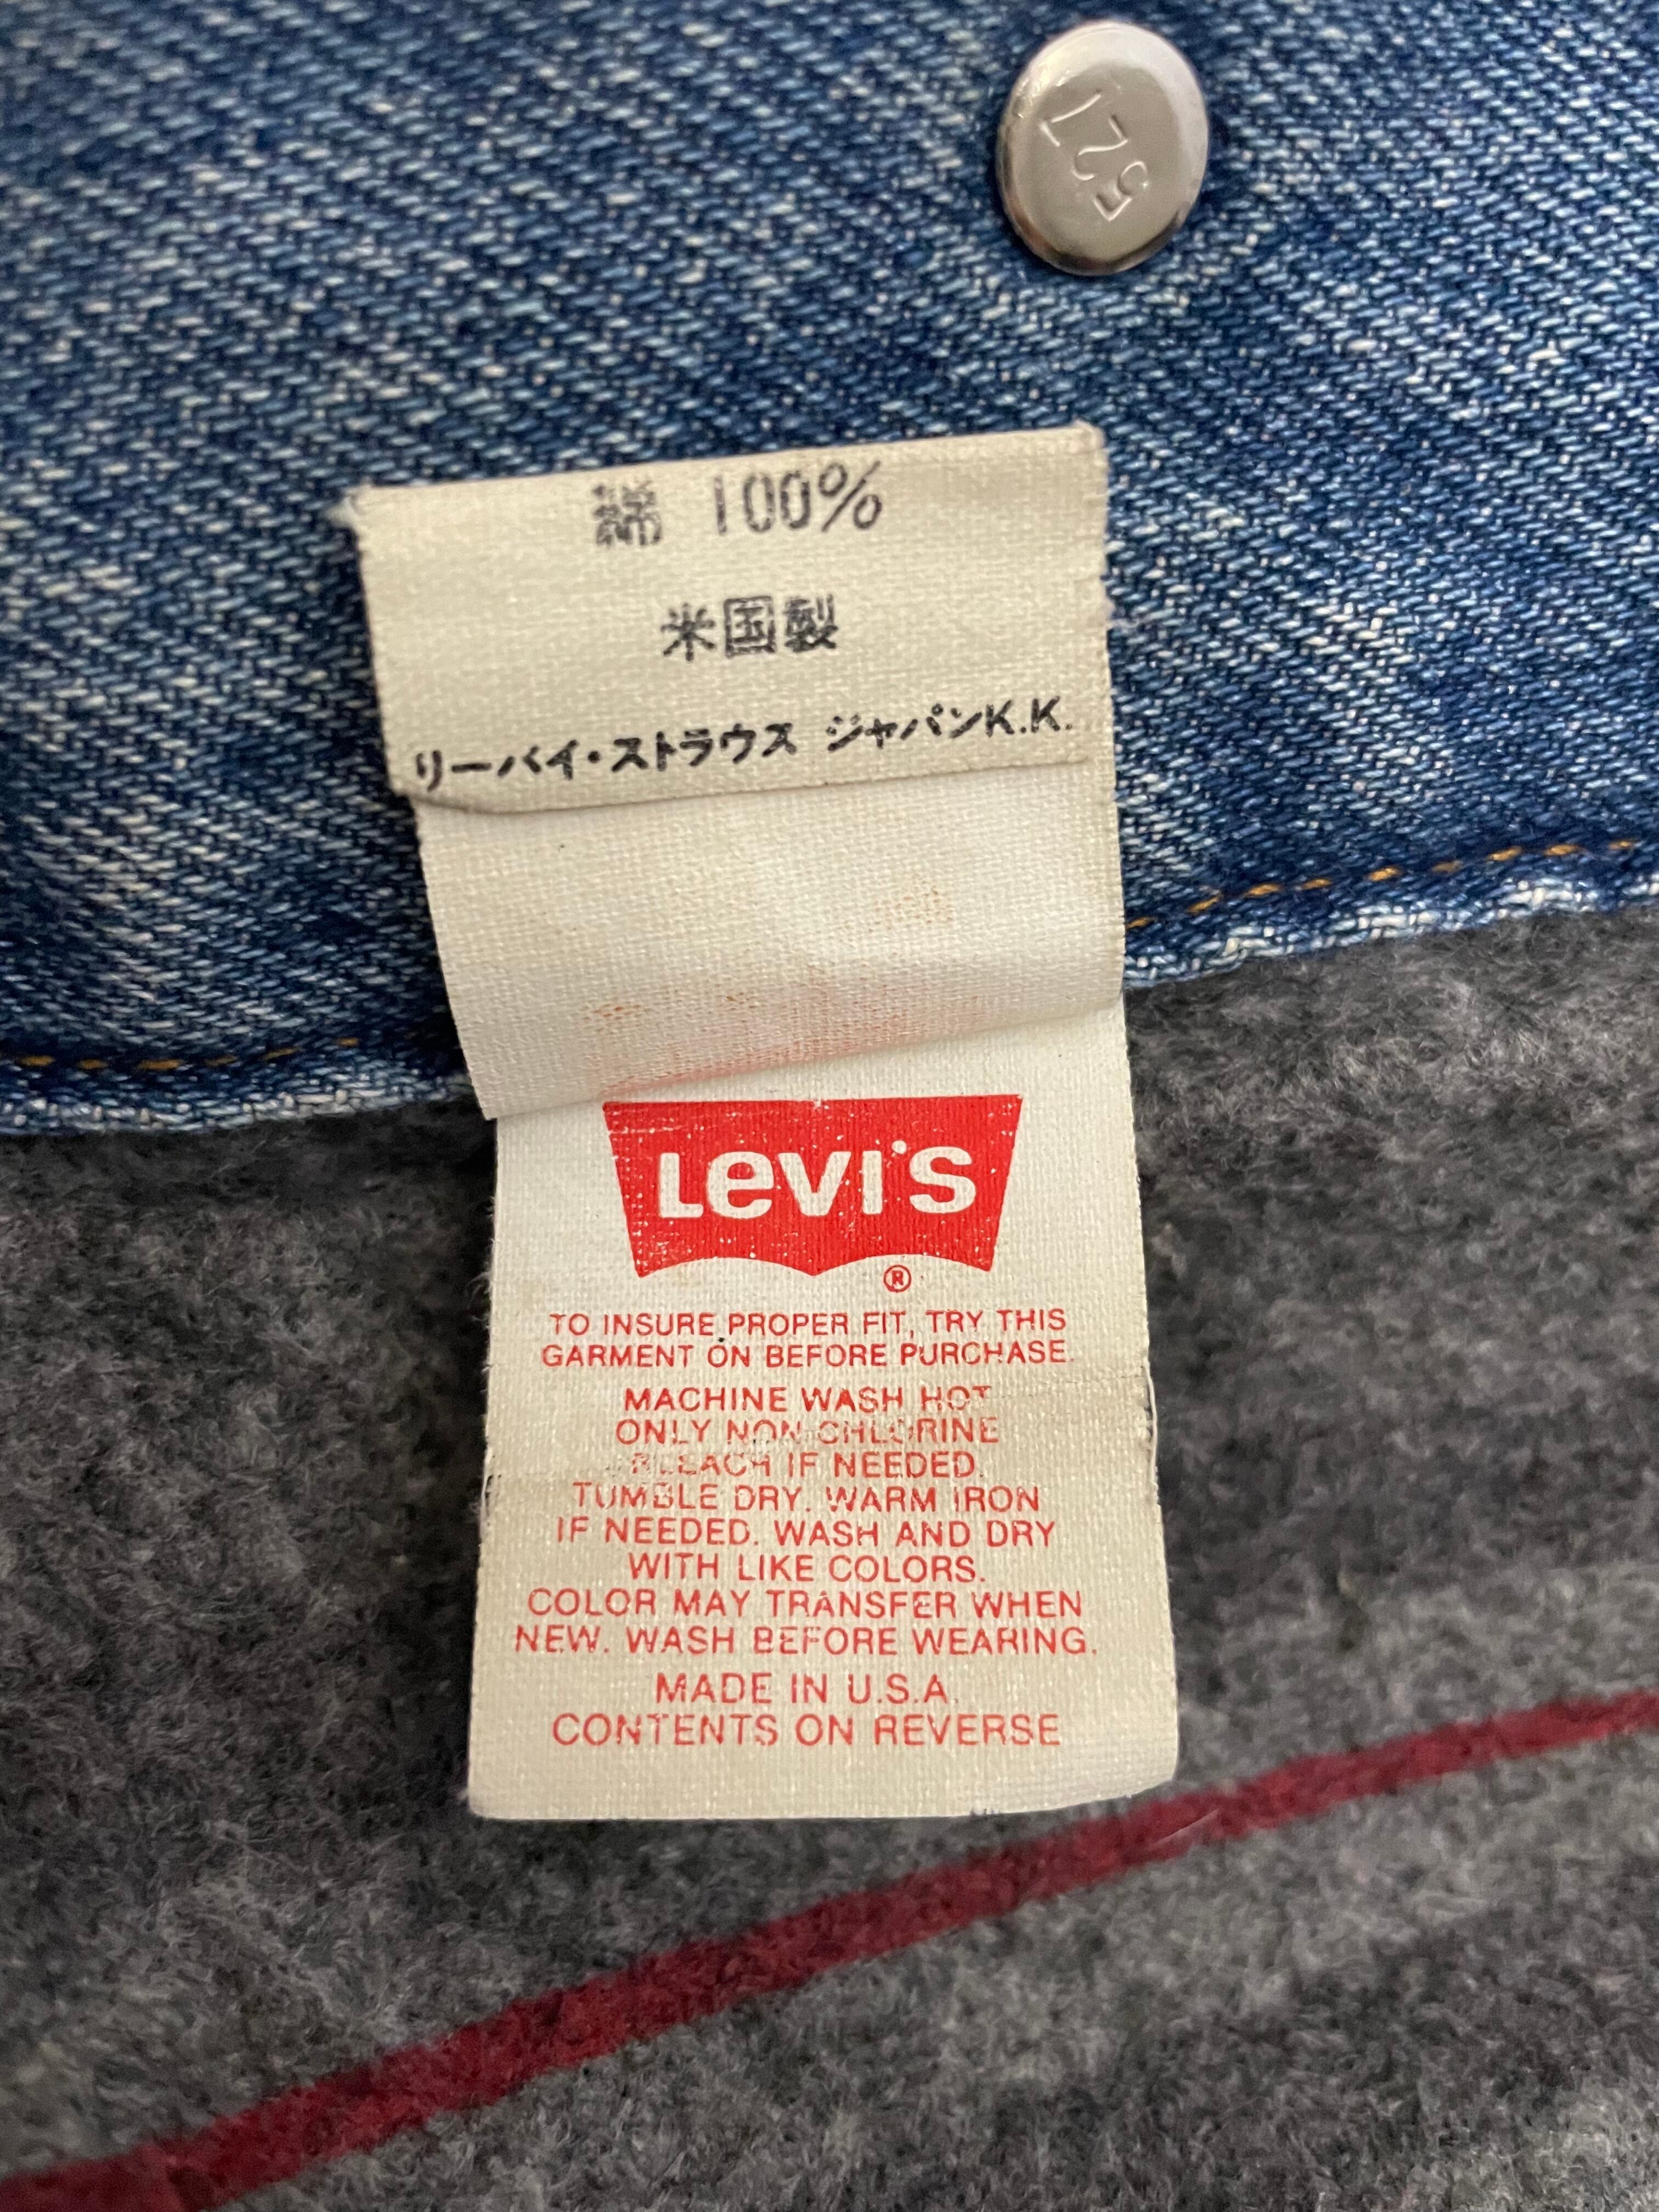 527
綿 100%
米国製
リーバイ・ストラウス ジャパンK.K.
LEVI'S
®
TO INSURE PROPER FIT, TRY THIS
GARMENT ON BEFORE PURCHASE.
MACHINE WASH HOT
ONLY NON-CHLORINE
BLEACH IF NEEDED.
TUMBLE DRY. WARM IRON
IF NEEDED. WASH AND DRY
WITH LIKE COLORS.
COLOR MAY TRANSFER WHEN
NEW. WASH BEFORE WEARING.
MADE IN U.S.A.
CONTENTS ON REVERSE